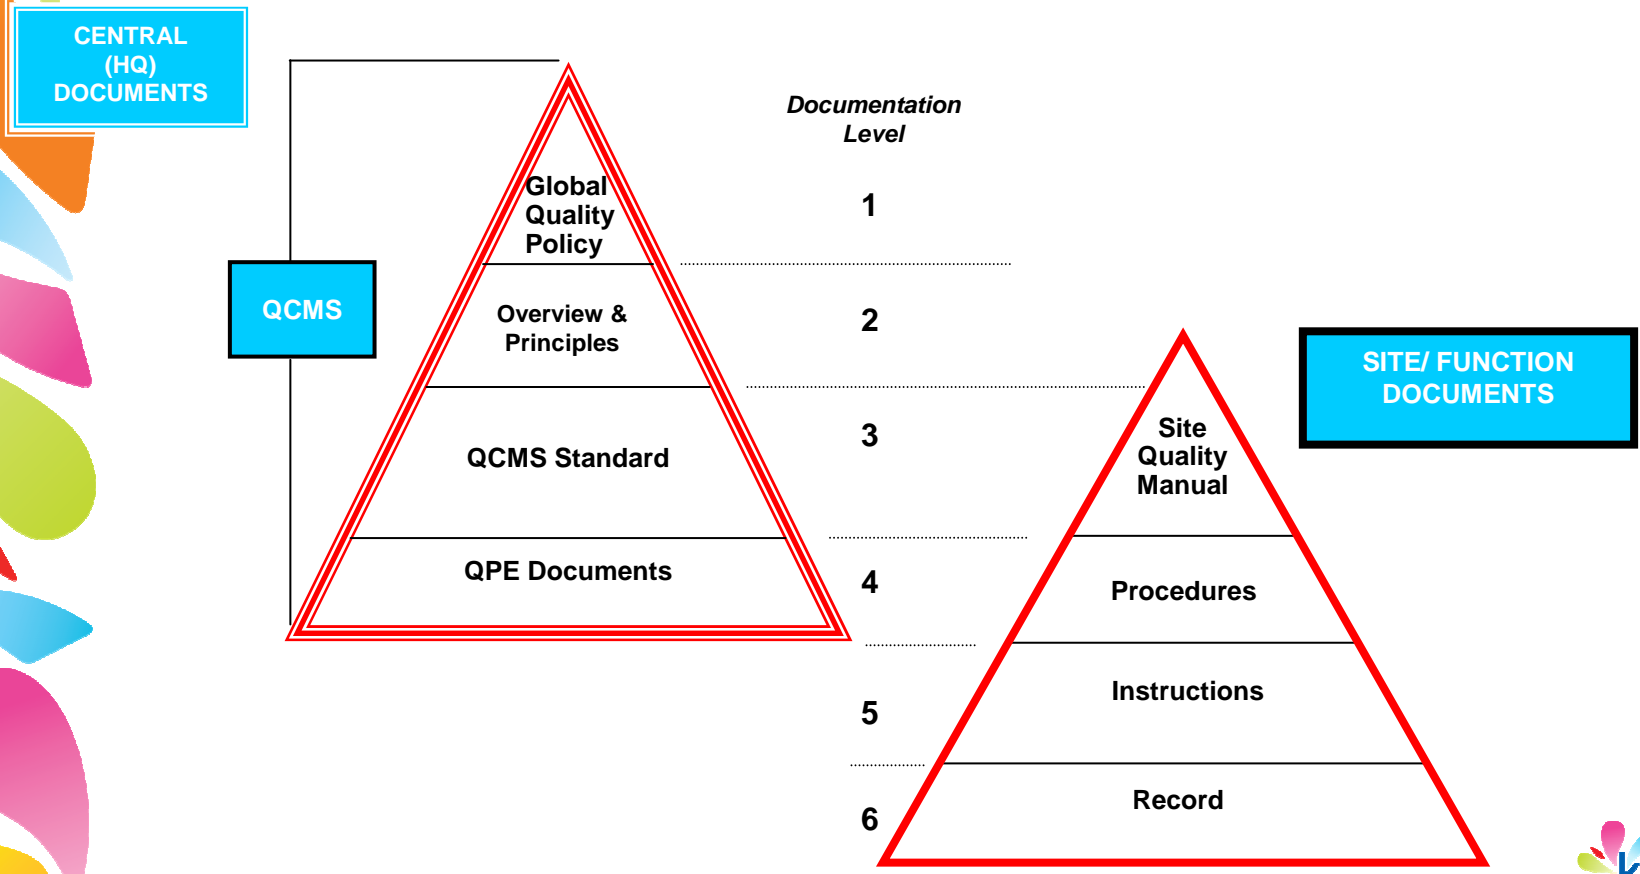 CENTRAL
(HQ)
DOCUMENTS
Documentation
Level
Global
Quality
Policy
1
QCMS
Overview &
Principles
2
SITE/ FUNCTION
DOCUMENTS
QCMS Standard
3
Site
Quality
Manual
QPE Documents
4
Procedures
5
Instructions
6
Record